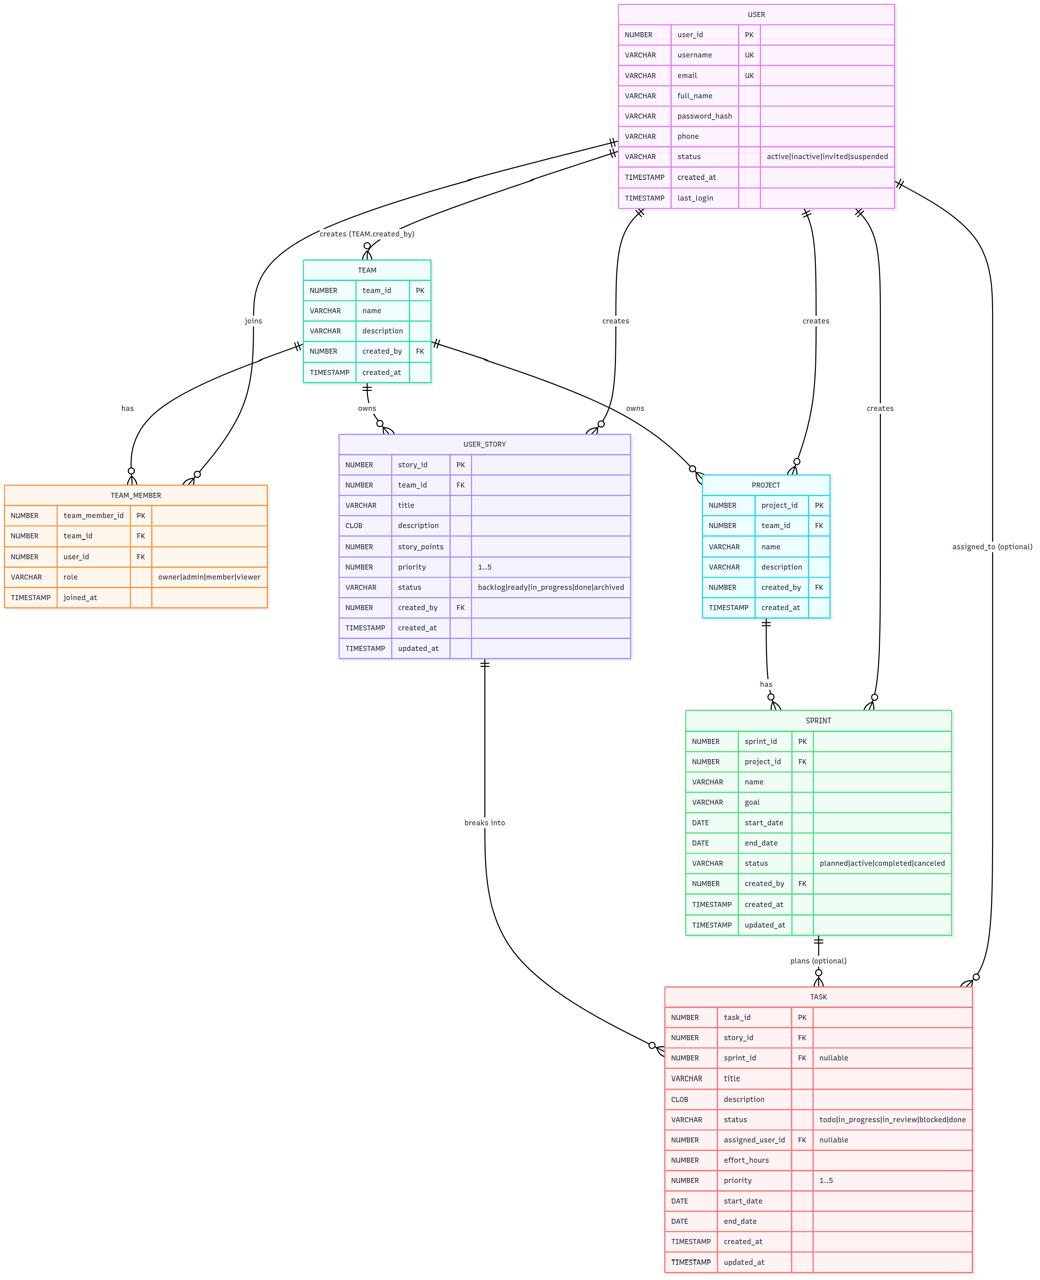 USER
NUMBER user_id PK
VARCHAR username UK
VARCHAR email UK
VARCHAR full_name
VARCHAR password_hash
VARCHAR phone
VARCHAR status active|inactive|invited|suspended
TIMESTAMP created_at
TIMESTAMP last_login
creates (TEAM.created_by)
TEAM
NUMBER team_id PK
VARCHAR name
VARCHAR description
NUMBER created_by FK
TIMESTAMP created_at
joins
creates
creates
has
owns
owns
creates
USER_STORY
NUMBER story_id PK
NUMBER team_id FK
VARCHAR title
CLOB description
NUMBER story_points
NUMBER priority 1..5
VARCHAR status backlog|ready|in_progress|done|archived
NUMBER created_by FK
TIMESTAMP created_at
TIMESTAMP updated_at
TEAM_MEMBER
NUMBER team_member_id PK
NUMBER team_id FK
NUMBER user_id FK
VARCHAR role owner|admin|member|viewer
TIMESTAMP joined_at
PROJECT
NUMBER project_id PK
NUMBER team_id FK
VARCHAR name
VARCHAR description
NUMBER created_by FK
TIMESTAMP created_at
assigned_to (optional)
has
SPRINT
NUMBER sprint_id PK
NUMBER project_id FK
VARCHAR name
VARCHAR goal
DATE start_date
DATE end_date
VARCHAR status planned|active|completed|canceled
NUMBER created_by FK
TIMESTAMP created_at
TIMESTAMP updated_at
breaks into
plans (optional)
TASK
NUMBER task_id PK
NUMBER story_id FK
NUMBER sprint_id FK nullable
VARCHAR title
CLOB description
VARCHAR status todo|in_progress|in_review|blocked|done
NUMBER assigned_user_id FK nullable
NUMBER effort_hours
NUMBER priority 1..5
DATE start_date
DATE end_date
TIMESTAMP created_at
TIMESTAMP updated_at